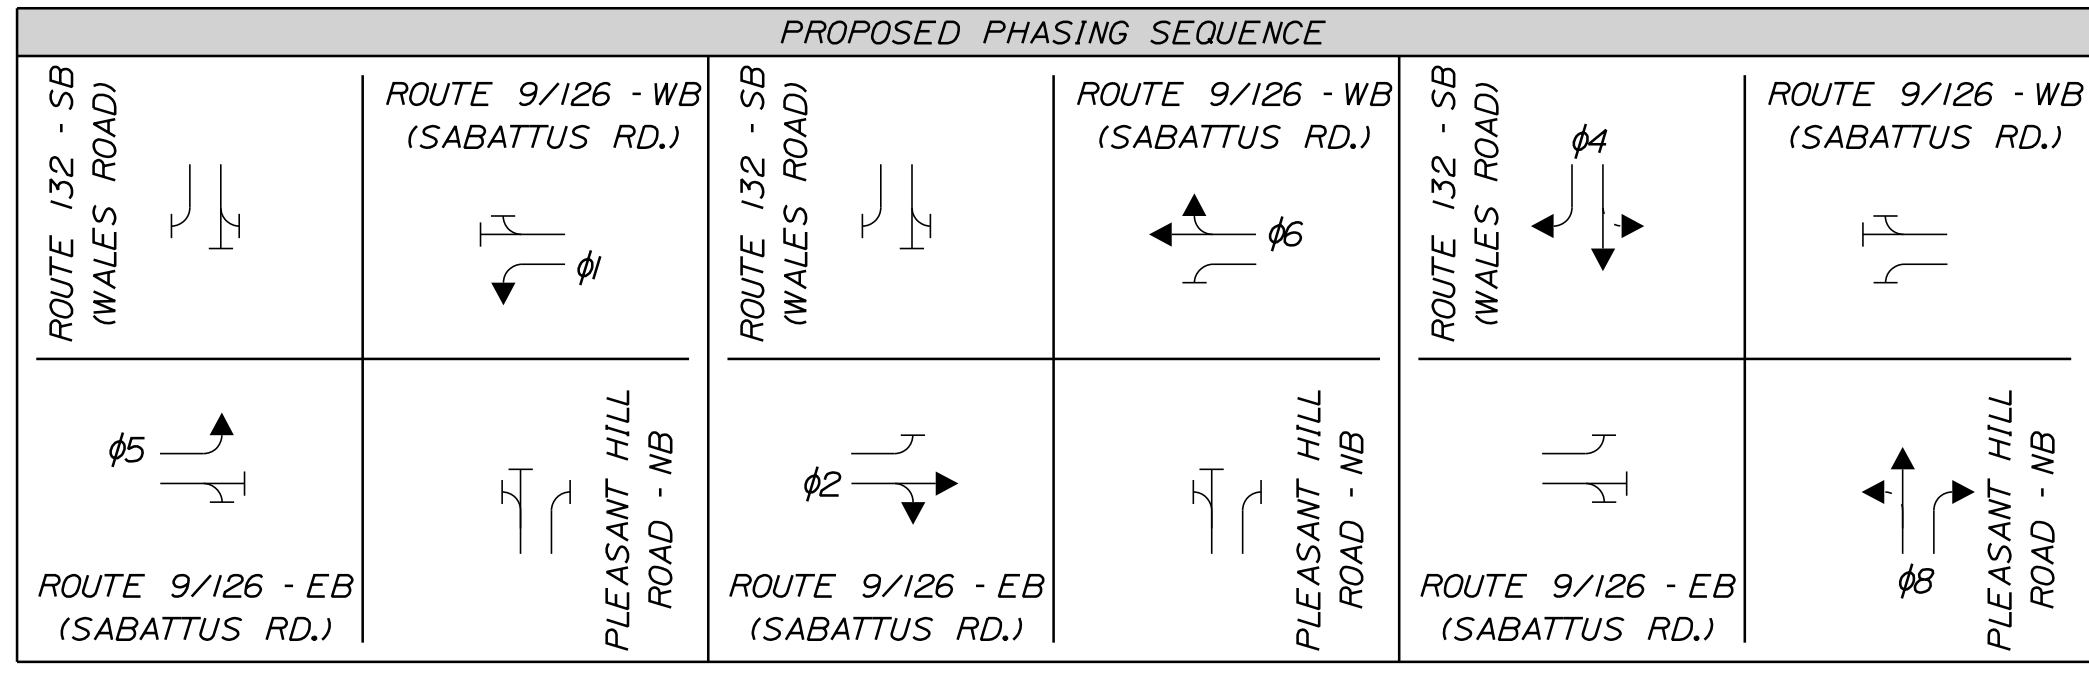 PROPOSED PHASING SEQUENCE
ROUTE 132 - SB
(WALES ROAD)
ROUTE 9/126 - WB
(SABATTUS RD.)
ϕ1
ϕ5
ROUTE 9/126 - EB
(SABATTUS RD.)
PLEASANT HILL
ROAD - NB
ROUTE 132 - SB
(WALES ROAD)
ROUTE 9/126 - WB
(SABATTUS RD.)
ϕ6
ϕ2
ROUTE 9/126 - EB
(SABATTUS RD.)
PLEASANT HILL
ROAD - NB
ROUTE 132 - SB
(WALES ROAD)
ϕ4
ROUTE 9/126 - WB
(SABATTUS RD.)
ROUTE 9/126 - EB
(SABATTUS RD.)
ϕ8
PLEASANT HILL
ROAD - NB